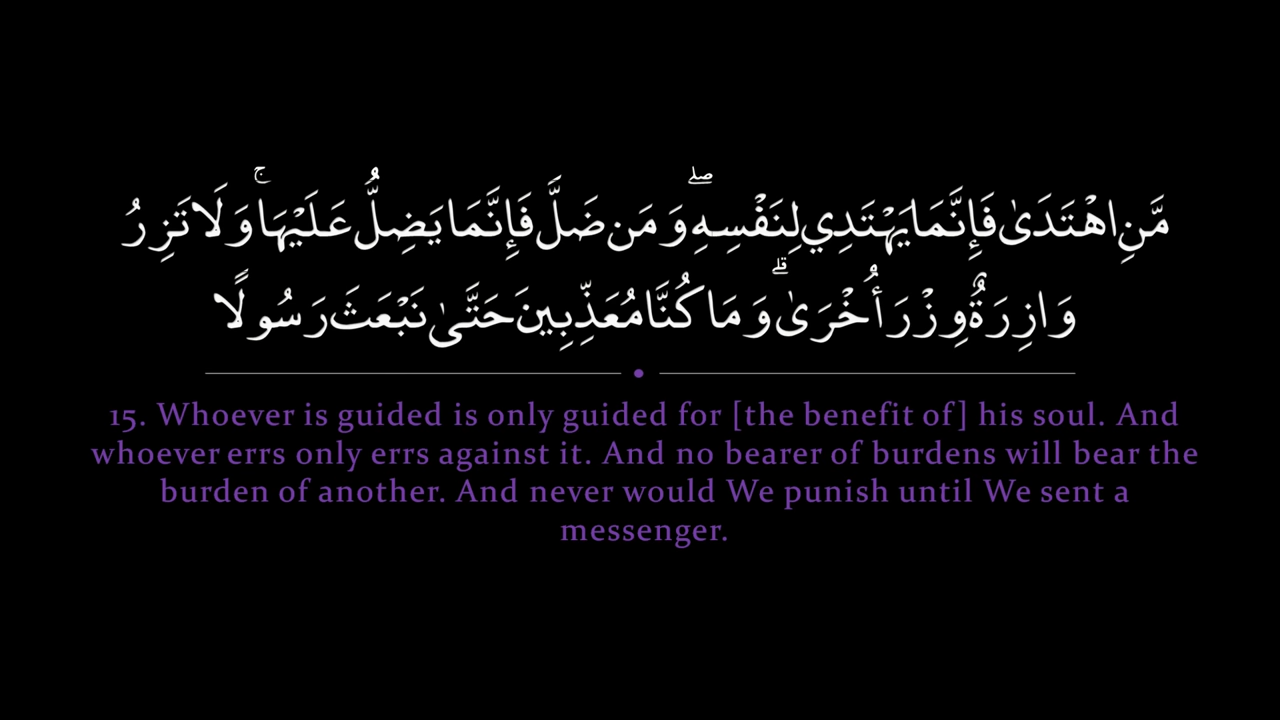 مَّنِ اهْتَدَىٰ فَإِنَّمَا يَهْتَدِي لِنَفْسِهِ ۖ وَمَن ضَلَّ فَإِنَّمَا يَضِلُّ عَلَيْهَا ۚ وَلَا تَزِرُ
وَازِرَةٌ وِزْرَ أُخْرَىٰ ۗ وَمَا كُنَّا مُعَذِّبِينَ حَتَّىٰ نَبْعَثَ رَسُولًا
15. Whoever is guided is only guided for [the benefit of] his soul. And
whoever errs only errs against it. And no bearer of burdens will bear the
burden of another. And never would We punish until We sent a
messenger.